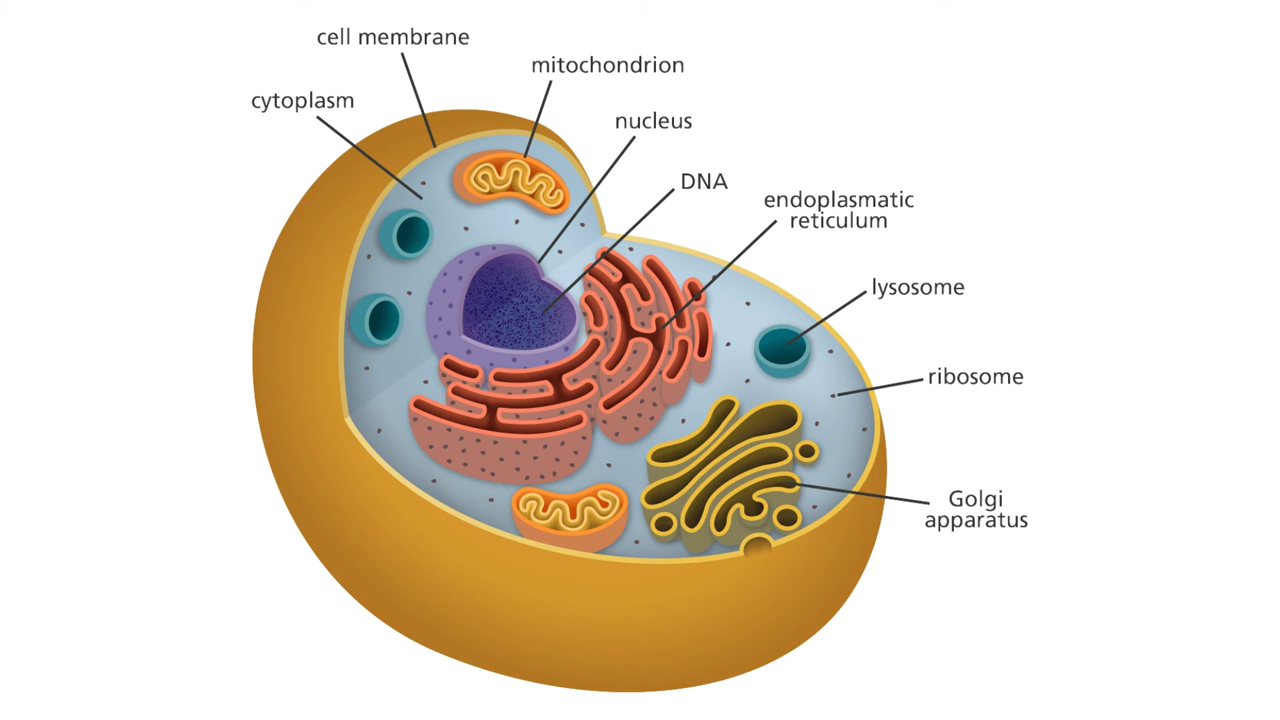 cell membrane
mitochondrion
cytoplasm
nucleus
DNA
endoplasmatic
reticulum
lysosome
ribosome
Golgi
apparatus